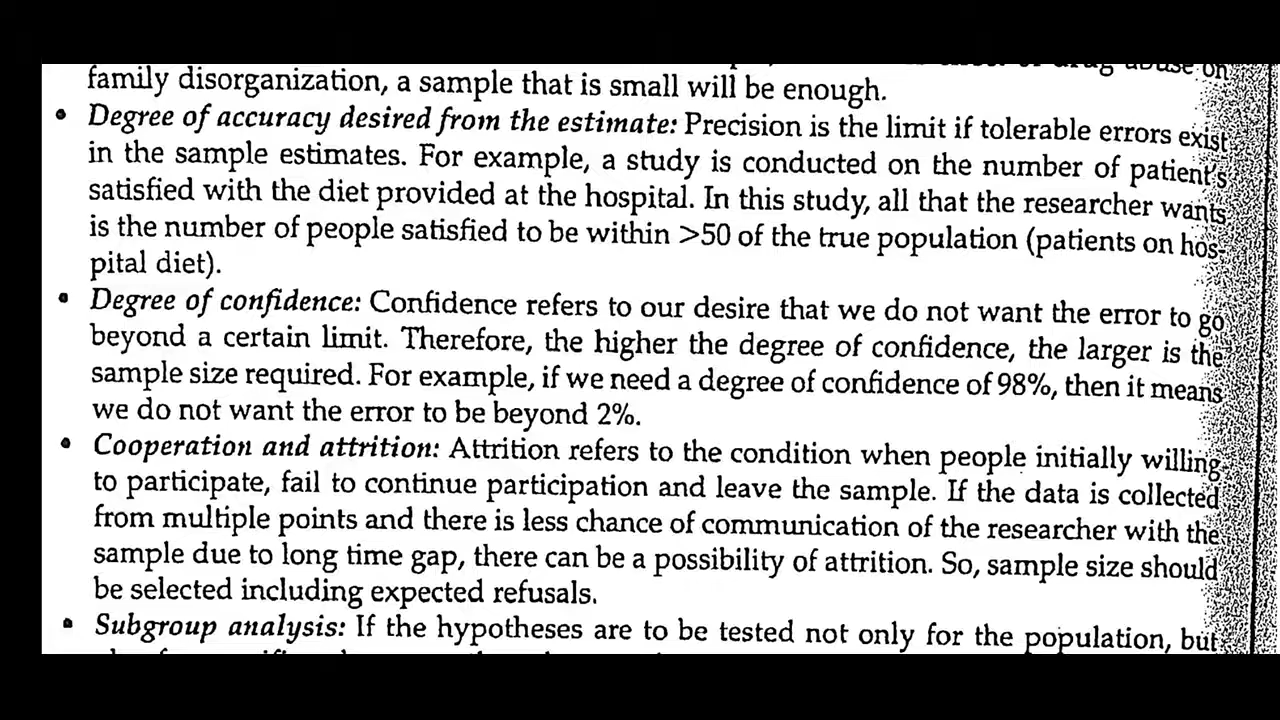 drug abuse on
family disorganization, a sample that is small will be enough.
• Degree of accuracy desired from the estimate: Precision is the limit if tolerable errors exist
in the sample estimates. For example, a study is conducted on the number of patient's
satisfied with the diet provided at the hospital. In this study, all that the researcher wants
is the number of people satisfied to be within >50 of the true population (patients on hos-
pital diet).
• Degree of confidence: Confidence refers to our desire that we do not want the error to go
beyond a certain limit. Therefore, the higher the degree of confidence, the larger is the
sample size required. For example, if we need a degree of confidence of 98%, then it means
we do not want the error to be beyond 2%.
• Cooperation and attrition: Attrition refers to the condition when people initially willing
to participate, fail to continue participation and leave the sample. If the data is collected
from multiple points and there is less chance of communication of the researcher with the
sample due to long time gap, there can be a possibility of attrition. So, sample size should
be selected including expected refusals.
• Subgroup analysis: If the hypotheses are to be tested not only for the population, but